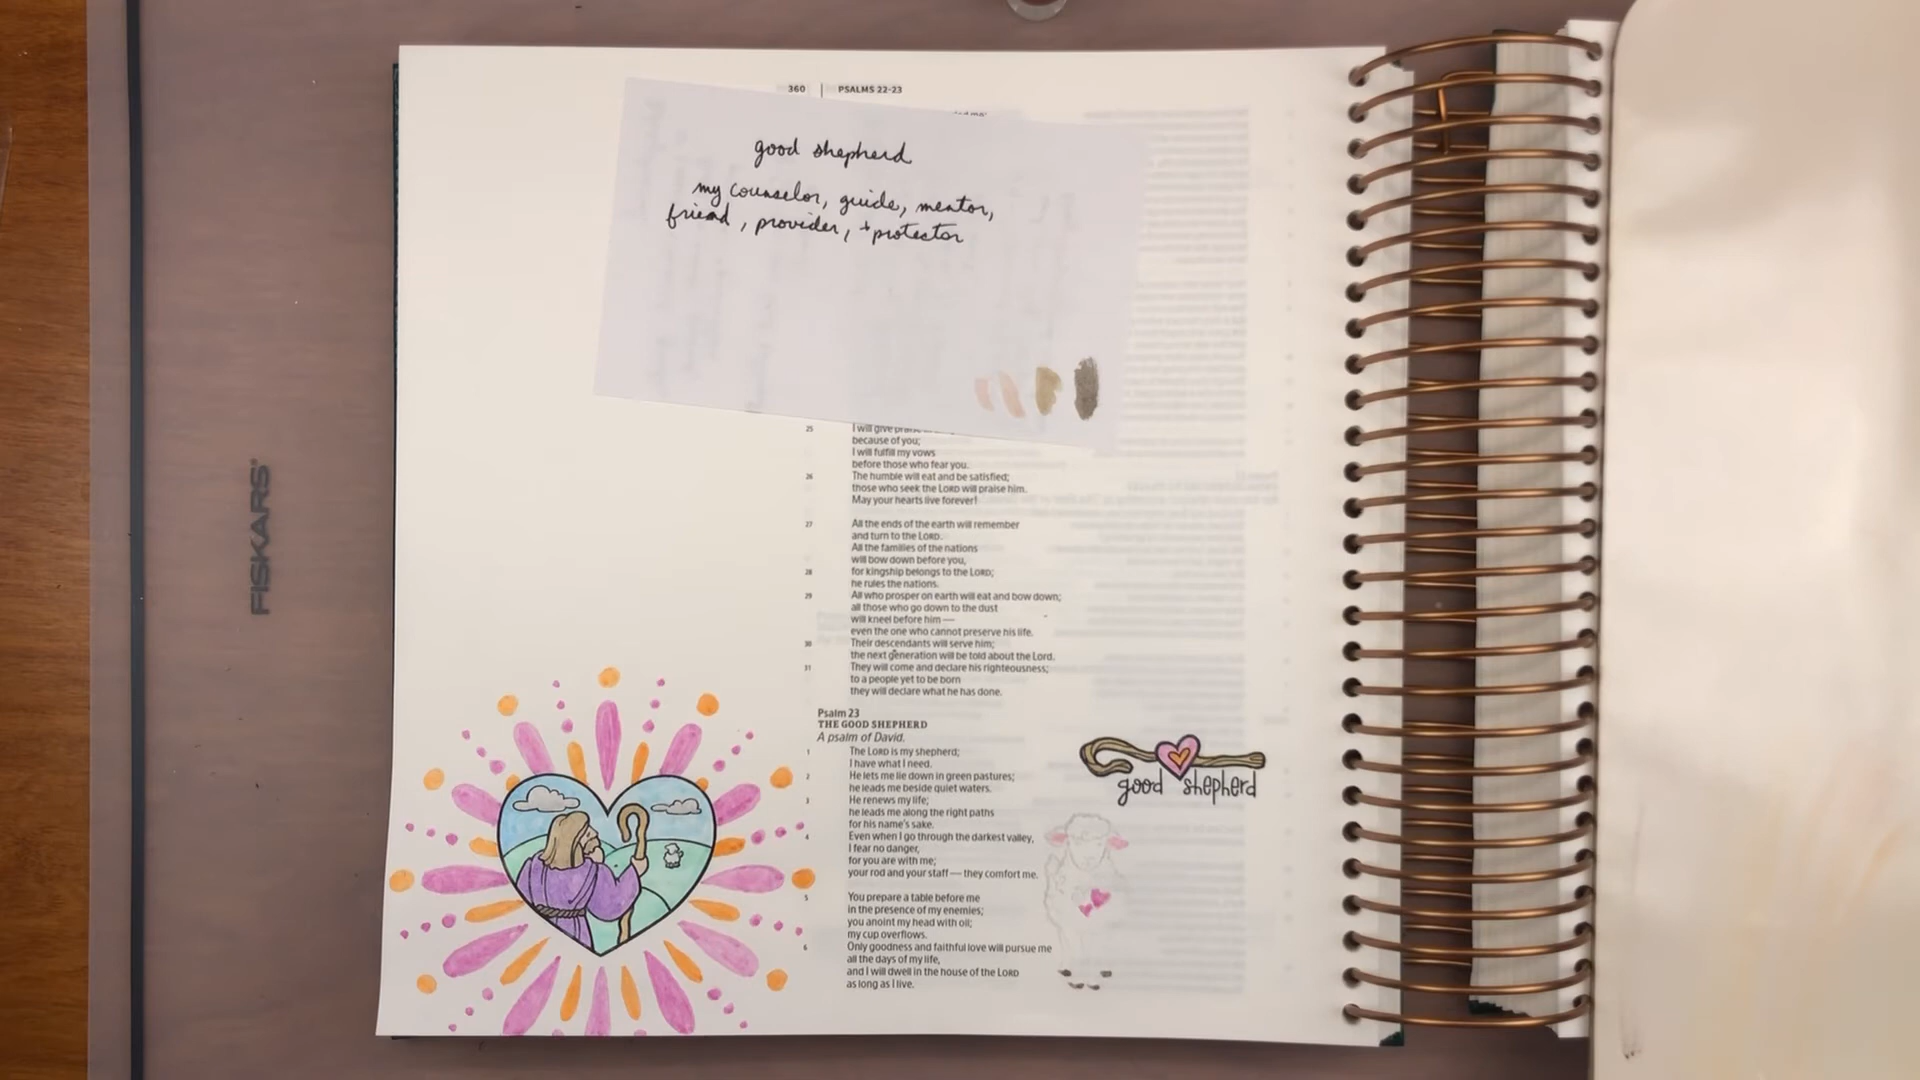 360 | PSALMS 22-23
good shepherd
my counselor, guide, mentor,
friend, provider, + protector
25 I will give
because of you;
I will fulfill my vows
before those who fear you.
26 The humble will eat and be satisfied;
those who seek the LORD will praise him.
May your hearts live forever!
27 All the ends of the earth will remember
and turn to the LORD.
All the families of the nations
will bow down before you,
28 for kingship belongs to the LORD;
he rules the nations.
29 All who prosper on earth will eat and bow down;
all those who go down to the dust
will kneel before him —
even the one who cannot preserve his life.
30 Their descendants will serve him;
the next generation will be told about the Lord.
31 They will come and declare his righteousness;
to a people yet to be born
they will declare what he has done.
Psalm 23
THE GOOD SHEPHERD
A psalm of David.
1 The LORD is my shepherd;
I have what I need.
2 He lets me lie down in green pastures;
he leads me beside quiet waters.
3 He renews my life;
he leads me along the right paths
for his name's sake.
4 Even when I go through the darkest valley,
I fear no danger,
for you are with me;
your rod and your staff — they comfort me.
5 You prepare a table before me
in the presence of my enemies;
you anoint my head with oil;
my cup overflows.
6 Only goodness and faithful love will pursue me
all the days of my life,
and I will dwell in the house of the LORD
as long as I live.
good shepherd
FISKARS®